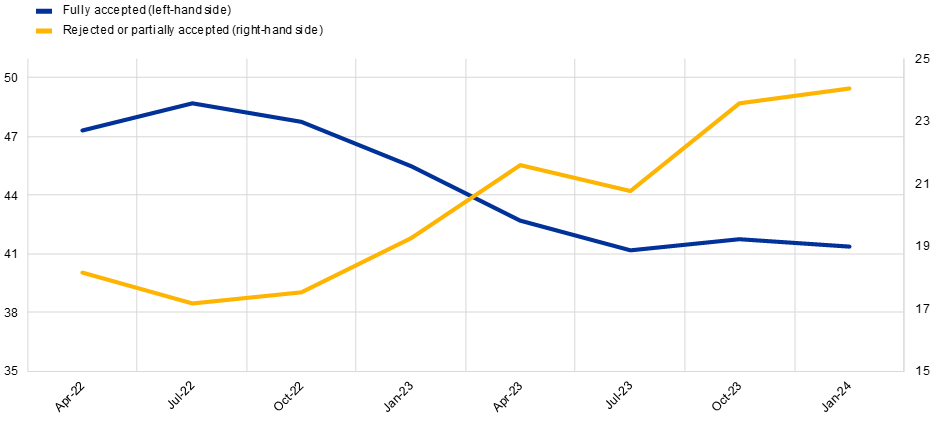 Fully accepted (left-hand side)
Rejected or partially accepted (right-hand side)
50
47
44
41
38
35
25
23
21
19
17
15
Apr-22
Jul-22
Oct-22
Jan-23
Apr-23
Jul-23
Oct-23
Jan-24